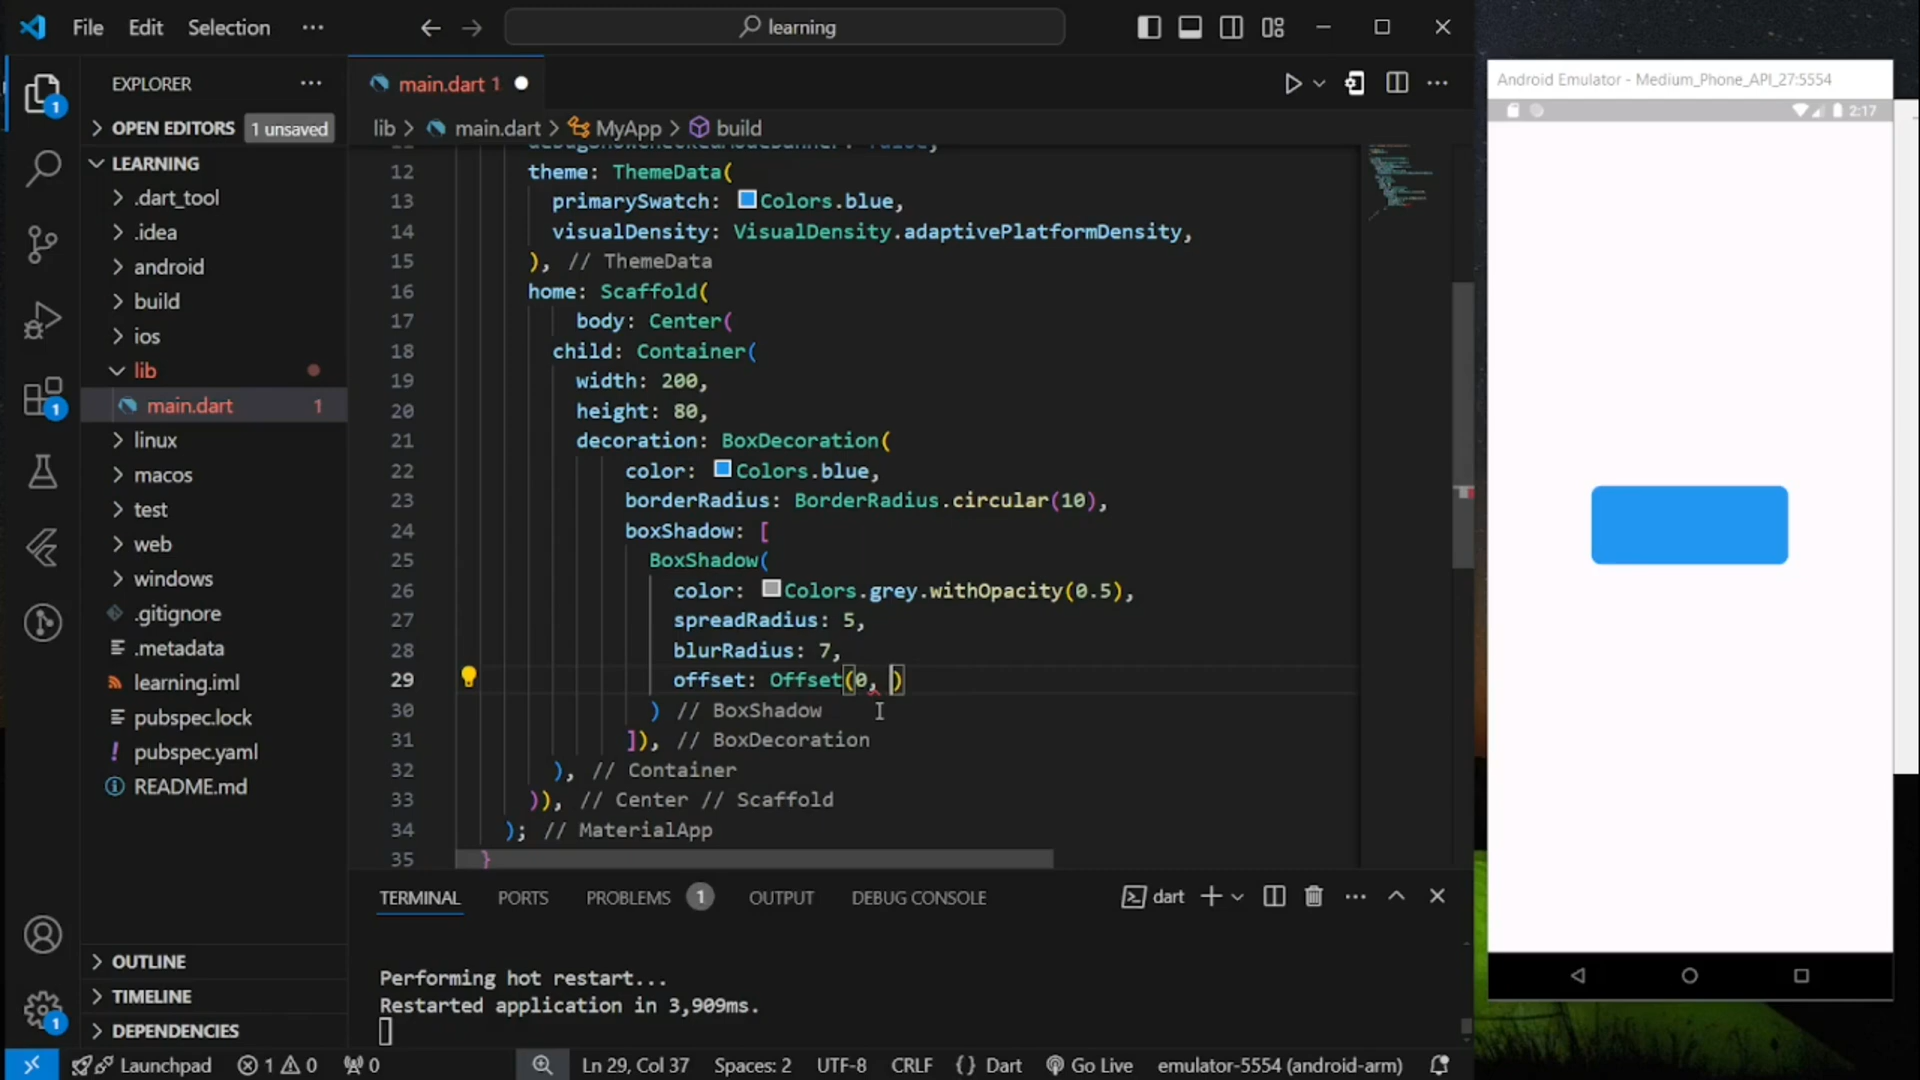 File Edit Selection ···
learning
EXPLORER ···
OPEN EDITORS 1 unsaved
LEARNING
.dart_tool
.idea
android
build
ios
lib
main.dart 1
linux
macos
test
web
windows
.gitignore
.metadata
learning.iml
pubspec.lock
pubspec.yaml
README.md
OUTLINE
TIMELINE
DEPENDENCIES
1
1
1
main.dart 1
lib > main.dart > MyApp > build
12 theme: ThemeData(
13 primarySwatch: Colors.blue,
14 visualDensity: VisualDensity.adaptivePlatformDensity,
15 ), // ThemeData
16 home: Scaffold(
17 body: Center(
18 child: Container(
19 width: 200,
20 height: 80,
21 decoration: BoxDecoration(
22 color: Colors.blue,
23 borderRadius: BorderRadius.circular(10),
24 boxShadow: [
25 BoxShadow(
26 color: Colors.grey.withOpacity(0.5),
27 spreadRadius: 5,
28 blurRadius: 7,
29 offset: Offset(0, )
30 ) // BoxShadow
31 ]), // BoxDecoration
32 ), // Container
33 )), // Center // Scaffold
34 ); // MaterialApp
35 }
TERMINAL PORTS PROBLEMS 1 OUTPUT DEBUG CONSOLE dart
Performing hot restart...
Restarted application in 3,909ms.
Launchpad 1 0 0 Ln 29, Col 37 Spaces: 2 UTF-8 CRLF {} Dart Go Live emulator-5554 (android-arm)
Android Emulator - Medium_Phone_API_27:5554
2:17